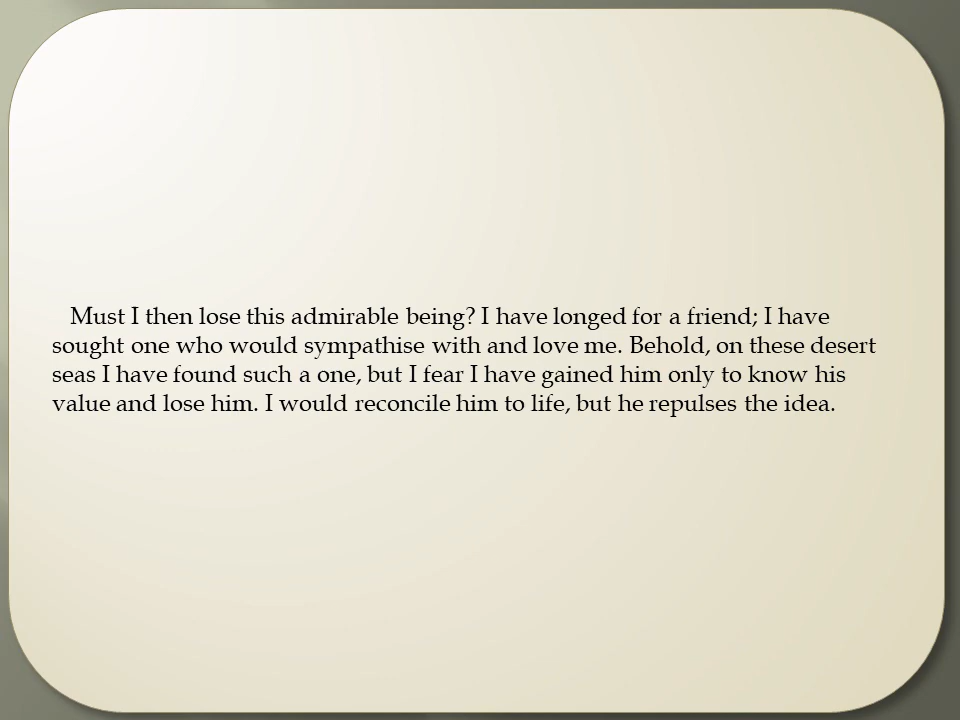 Must I then lose this admirable being? I have longed for a friend; I have
sought one who would sympathise with and love me. Behold, on these desert
seas I have found such a one, but I fear I have gained him only to know his
value and lose him. I would reconcile him to life, but he repulses the idea.